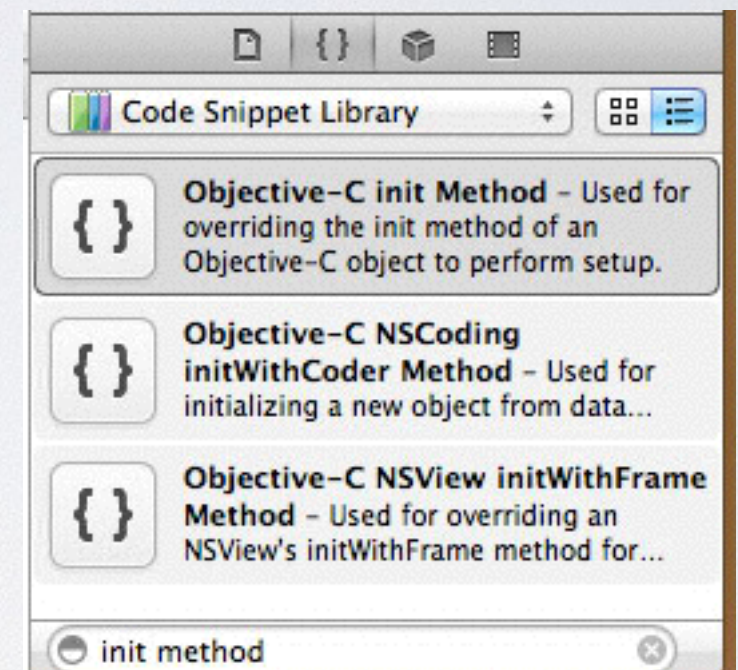 { }
Code Snippet Library
{ }
Objective-C init Method – Used for
overriding the init method of an
Objective-C object to perform setup.
{ }
Objective-C NSCoding
initWithCoder Method – Used for
initializing a new object from data...
{ }
Objective-C NSView initWithFrame
Method – Used for overriding an
NSView's initWithFrame method for...
init method